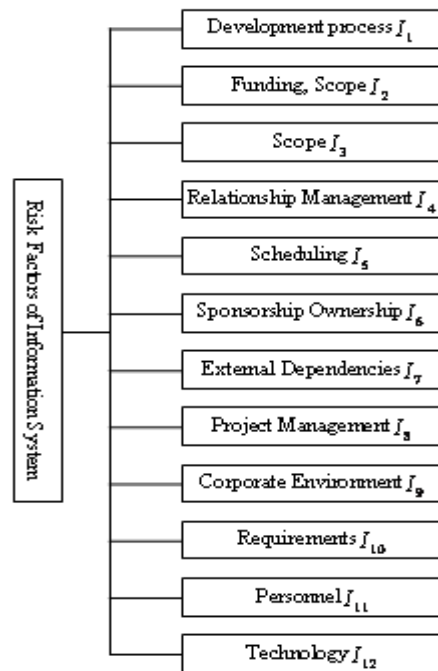 Risk Factors of Information System
Development process I₁
Funding, Scope I₂
Scope I₃
Relationship Management I₄
Scheduling I₅
Sponsorship Ownership I₆
External Dependencies I₇
Project Management I₈
Corporate Environment I₉
Requirements I₁₀
Personnel I₁₁
Technology I₁₂